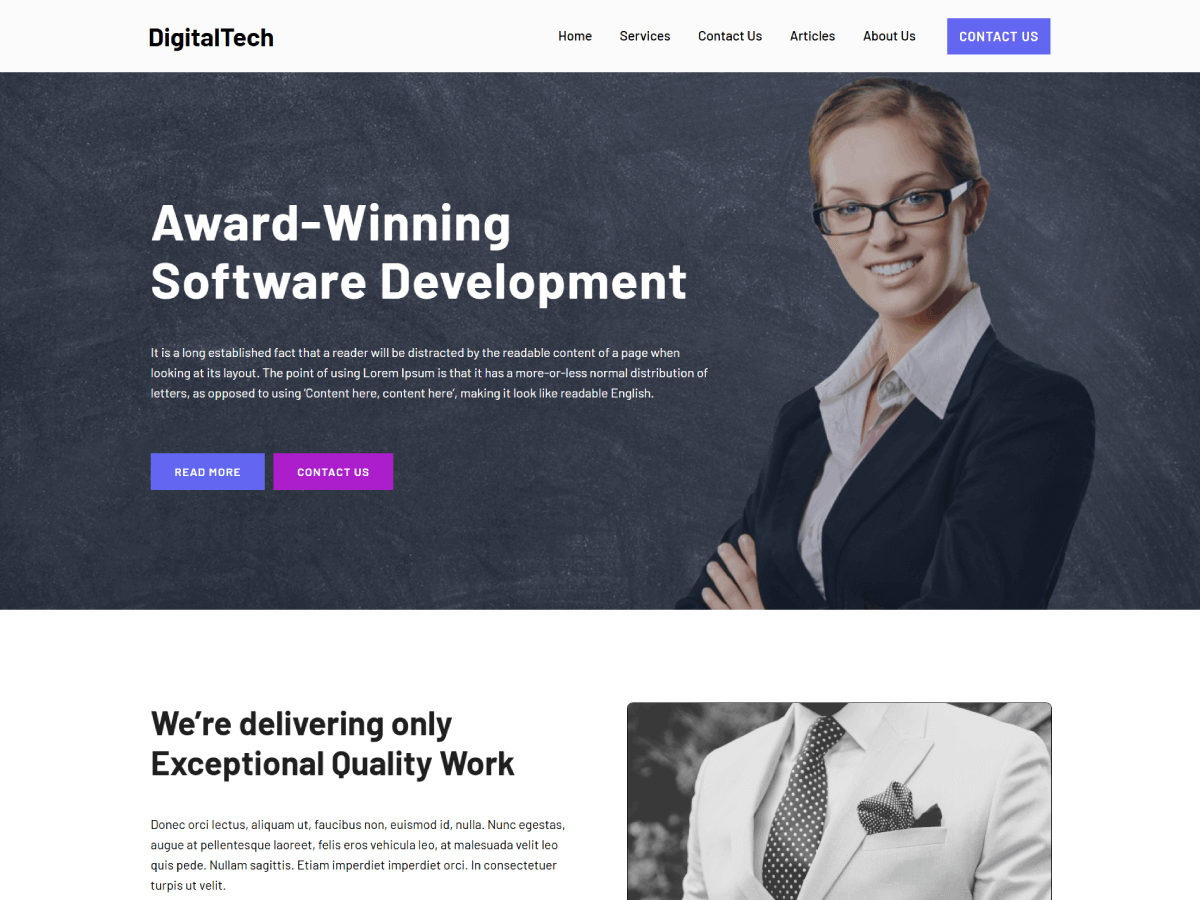 DigitalTech
Home
Services
Contact Us
Articles
About Us
CONTACT US
Award-Winning
Software Development
It is a long established fact that a reader will be distracted by the readable content of a page when
looking at its layout. The point of using Lorem Ipsum is that it has a more-or-less normal distribution of
letters, as opposed to using ‘Content here, content here’, making it look like readable English.
READ MORE
CONTACT US
We’re delivering only
Exceptional Quality Work
Donec orci lectus, aliquam ut, faucibus non, euismod id, nulla. Nunc egestas,
augue at pellentesque laoreet, felis eros vehicula leo, at malesuada velit leo
quis pede. Nullam sagittis. Etiam imperdiet imperdiet orci. In consectetuer
turpis ut velit.